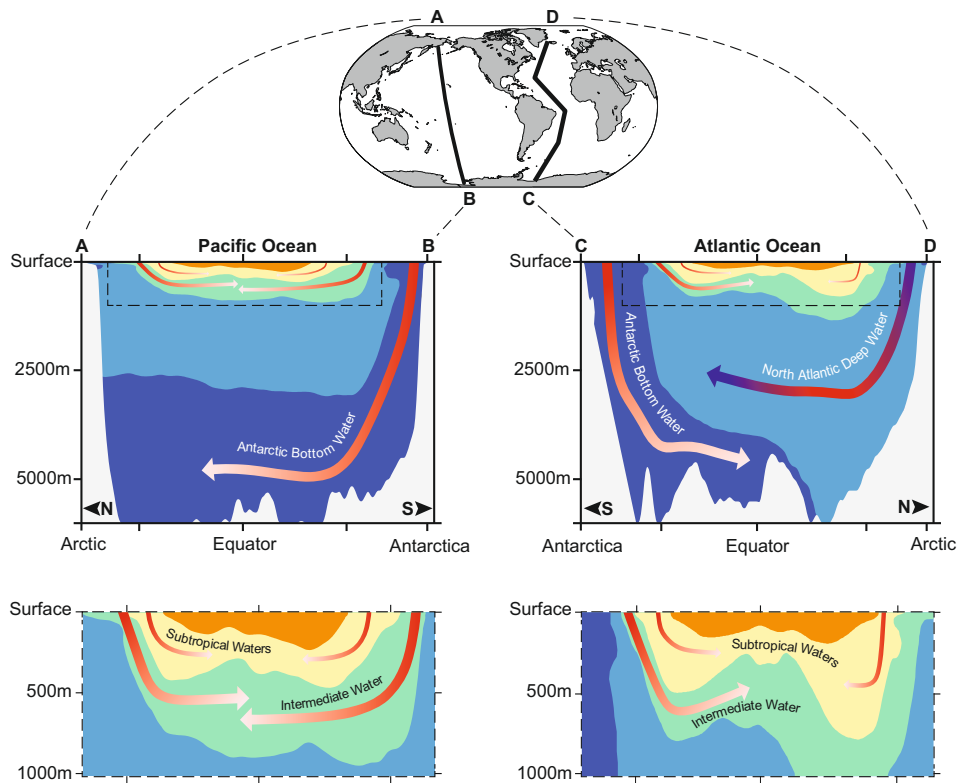 A D
B C
A Pacific Ocean B
C Atlantic Ocean D
Surface
2500m
5000m
Antarctic Bottom Water
N S
Arctic Equator Antarctica
Surface
2500m
5000m
Antarctic Bottom Water
North Atlantic Deep Water
S N
Antarctica Equator Arctic
Surface
500m
1000m
Subtropical Waters
Intermediate Water
Surface
500m
1000m
Subtropical Waters
Intermediate Water